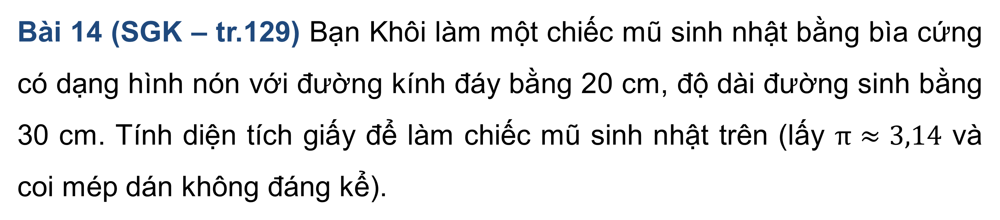 Bài 14 (SGK – tr.129) Bạn Khôi làm một chiếc mũ sinh nhật bằng bìa cứng
có dạng hình nón với đường kính đáy bằng 20 cm, độ dài đường sinh bằng
30 cm. Tính diện tích giấy để làm chiếc mũ sinh nhật trên (lấy π ≈ 3,14 và
coi mép dán không đáng kể).